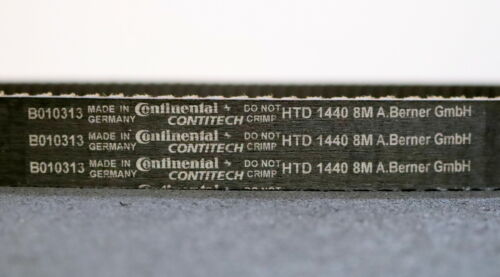 B010313 MADE IN GERMANY Continental CONTITECH DO NOT CRIMP HTD 1440 8M A.Berner GmbH
B010313 MADE IN GERMANY Continental CONTITECH DO NOT CRIMP HTD 1440 8M A.Berner GmbH
B010313 MADE IN GERMANY Continental CONTITECH DO NOT CRIMP HTD 1440 8M A.Berner GmbH